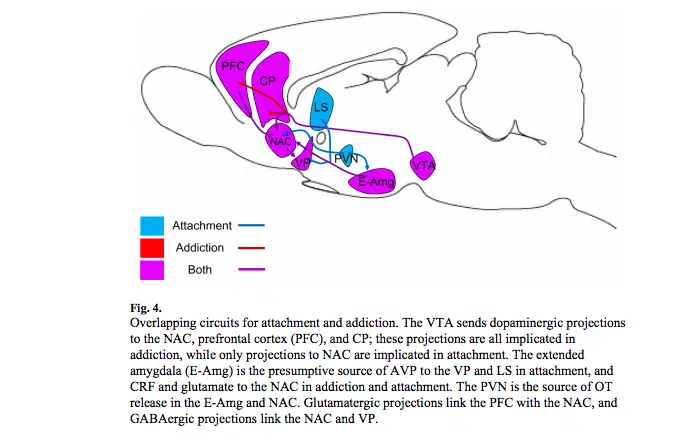 PFC
CP
LS
NAC
VP
PVN
E-Amg
VTA
Attachment
Addiction
Both
Fig. 4.
Overlapping circuits for attachment and addiction. The VTA sends dopaminergic projections
to the NAC, prefrontal cortex (PFC), and CP; these projections are all implicated in
addiction, while only projections to NAC are implicated in attachment. The extended
amygdala (E-Amg) is the presumptive source of AVP to the VP and LS in attachment, and
CRF and glutamate to the NAC in addiction and attachment. The PVN is the source of OT
release in the E-Amg and NAC. Glutamatergic projections link the PFC with the NAC, and
GABAergic projections link the NAC and VP.